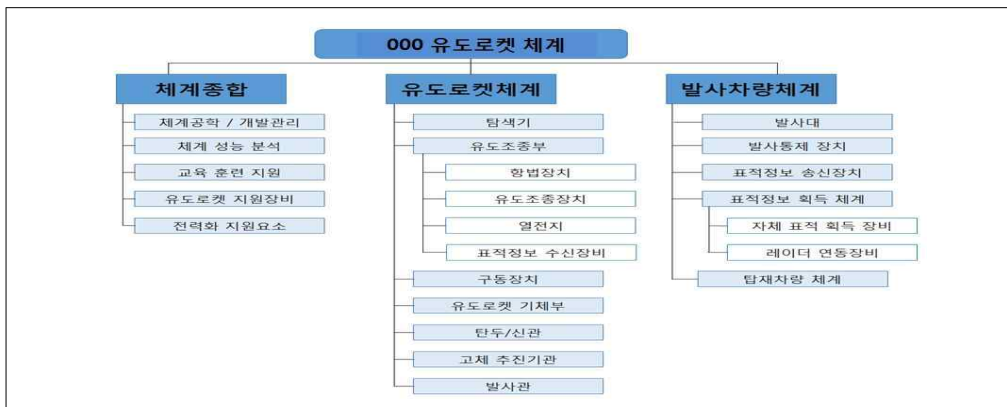 000 유도로켓 체계
체계종합
체계공학 / 개발관리
체계 성능 분석
교육 훈련 지원
유도로켓 지원장비
전력화 지원요소
유도로켓체계
탐색기
유도조종부
항법장치
유도조종장치
열전지
표적정보 수신장비
구동장치
유도로켓 기체부
탄두/신관
고체 추진기관
발사관
발사차량체계
발사대
발사통제 장치
표적정보 송신장치
표적정보 획득 체계
자체 표적 획득 장비
레이더 연동장비
탑재차량 체계